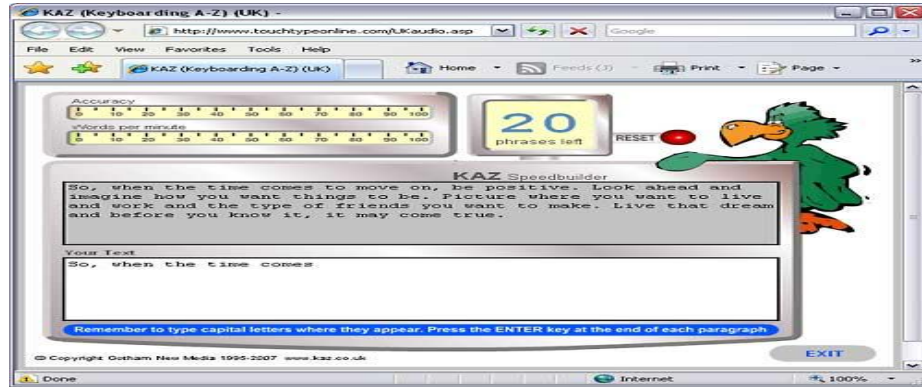 KAZ (Keyboarding A-Z) (UK) -
http://www.touchtypeonline.com/UKaudio.asp
Google
File Edit View Favorites Tools Help
KAZ (Keyboarding A-Z) (UK)
Home
Feeds (J)
Print
Page
Accuracy
0 10 20 30 40 50 60 70 80 90 100
Words per minute
0 10 20 30 40 50 60 70 80 90 100
20
phrases left
RESET
KAZ Speedbuilder
So, when the time comes to move on, be positive. Look ahead and
imagine how you want things to be. Picture where you want to live
and work and the type of friends you want to make. Live that dream
and before you know it, it may come true.
Your Text
So, when the time comes
Remember to type capital letters where they appear. Press the ENTER key at the end of each paragraph
© Copyright Gotham New Media 1995-2007 www.kaz.co.uk
EXIT
Done
Internet
100%